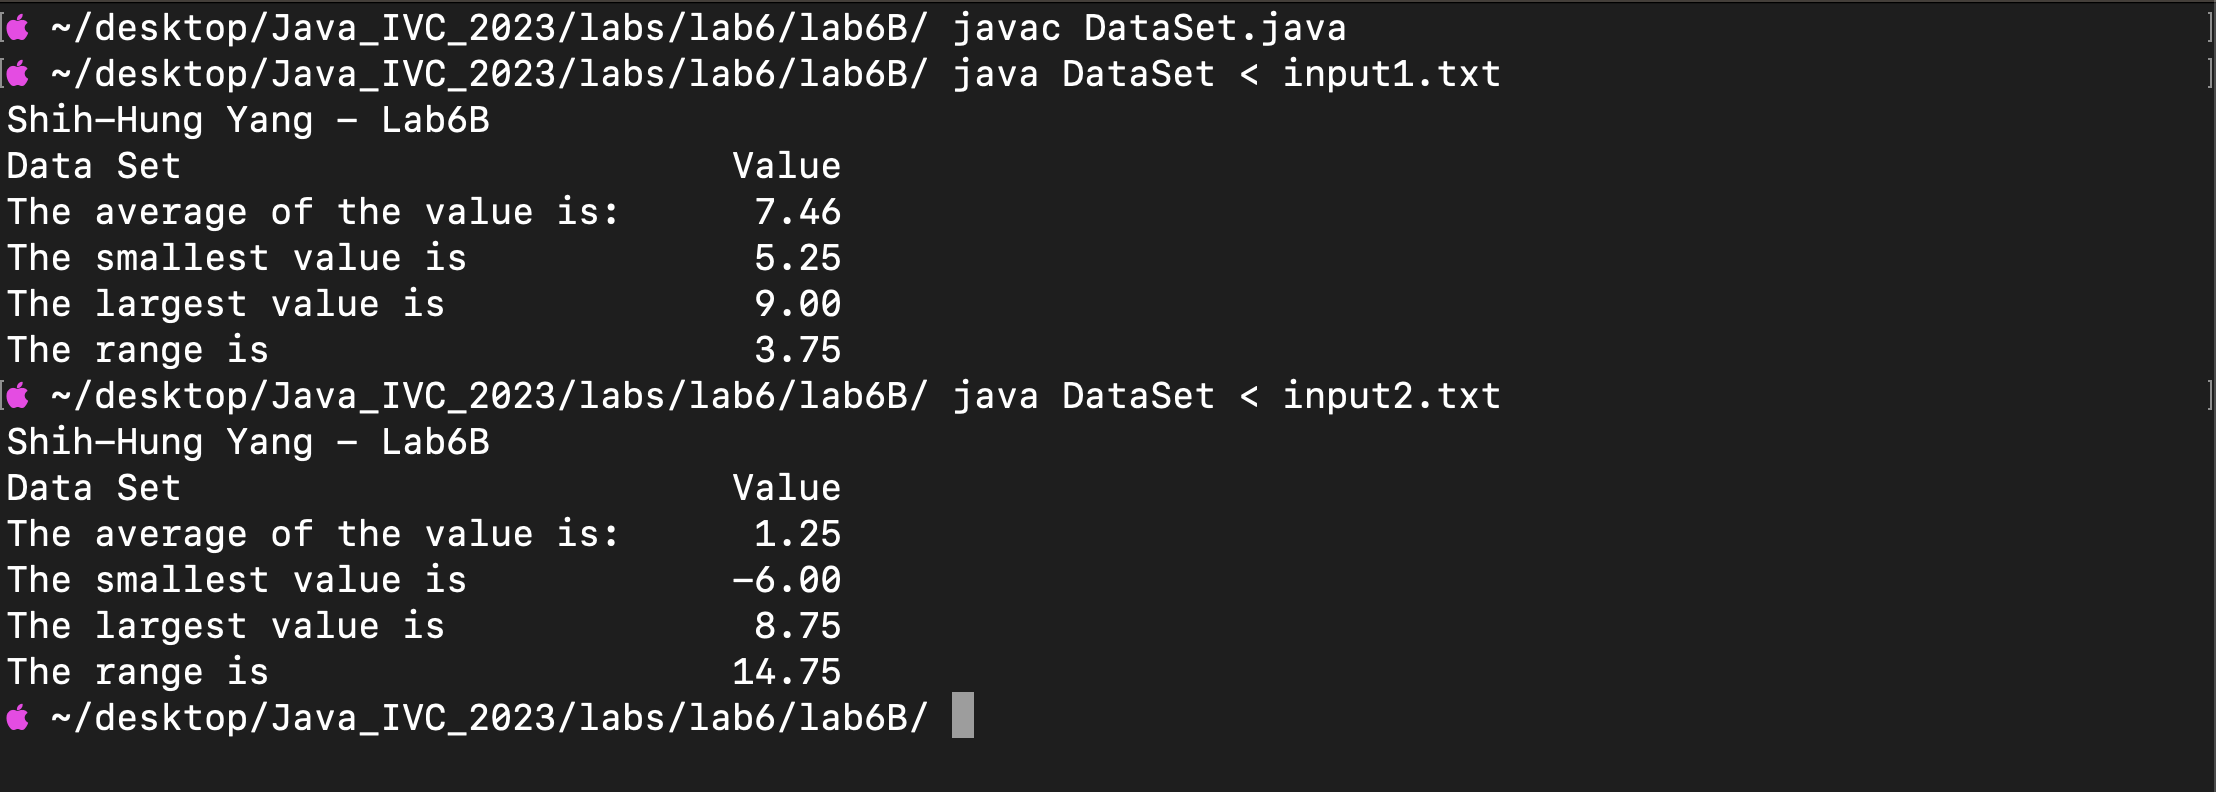 ~/desktop/Java_IVC_2023/labs/lab6/lab6B/ javac DataSet.java
~/desktop/Java_IVC_2023/labs/lab6/lab6B/ java DataSet < input1.txt
Shih-Hung Yang - Lab6B
Data Set                         Value
The average of the value is:      7.46
The smallest value is             5.25
The largest value is              9.00
The range is                      3.75
~/desktop/Java_IVC_2023/labs/lab6/lab6B/ java DataSet < input2.txt
Shih-Hung Yang - Lab6B
Data Set                         Value
The average of the value is:      1.25
The smallest value is            -6.00
The largest value is              8.75
The range is                     14.75
~/desktop/Java_IVC_2023/labs/lab6/lab6B/